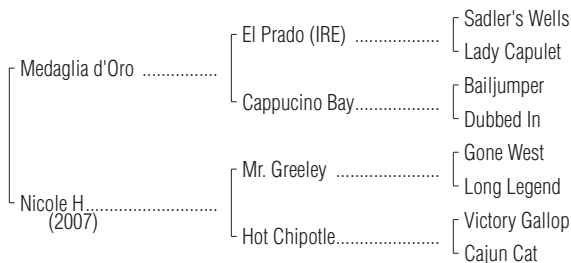 Sadler's Wells
El Prado (IRE) ..................
Lady Capulet
Medaglia d'Oro ................
Bailjumper
Cappucino Bay..................
Dubbed In
Gone West
Mr. Greeley ......................
Long Legend
Nicole H............................
(2007)
Victory Gallop
Hot Chipotle......................
Cajun Cat